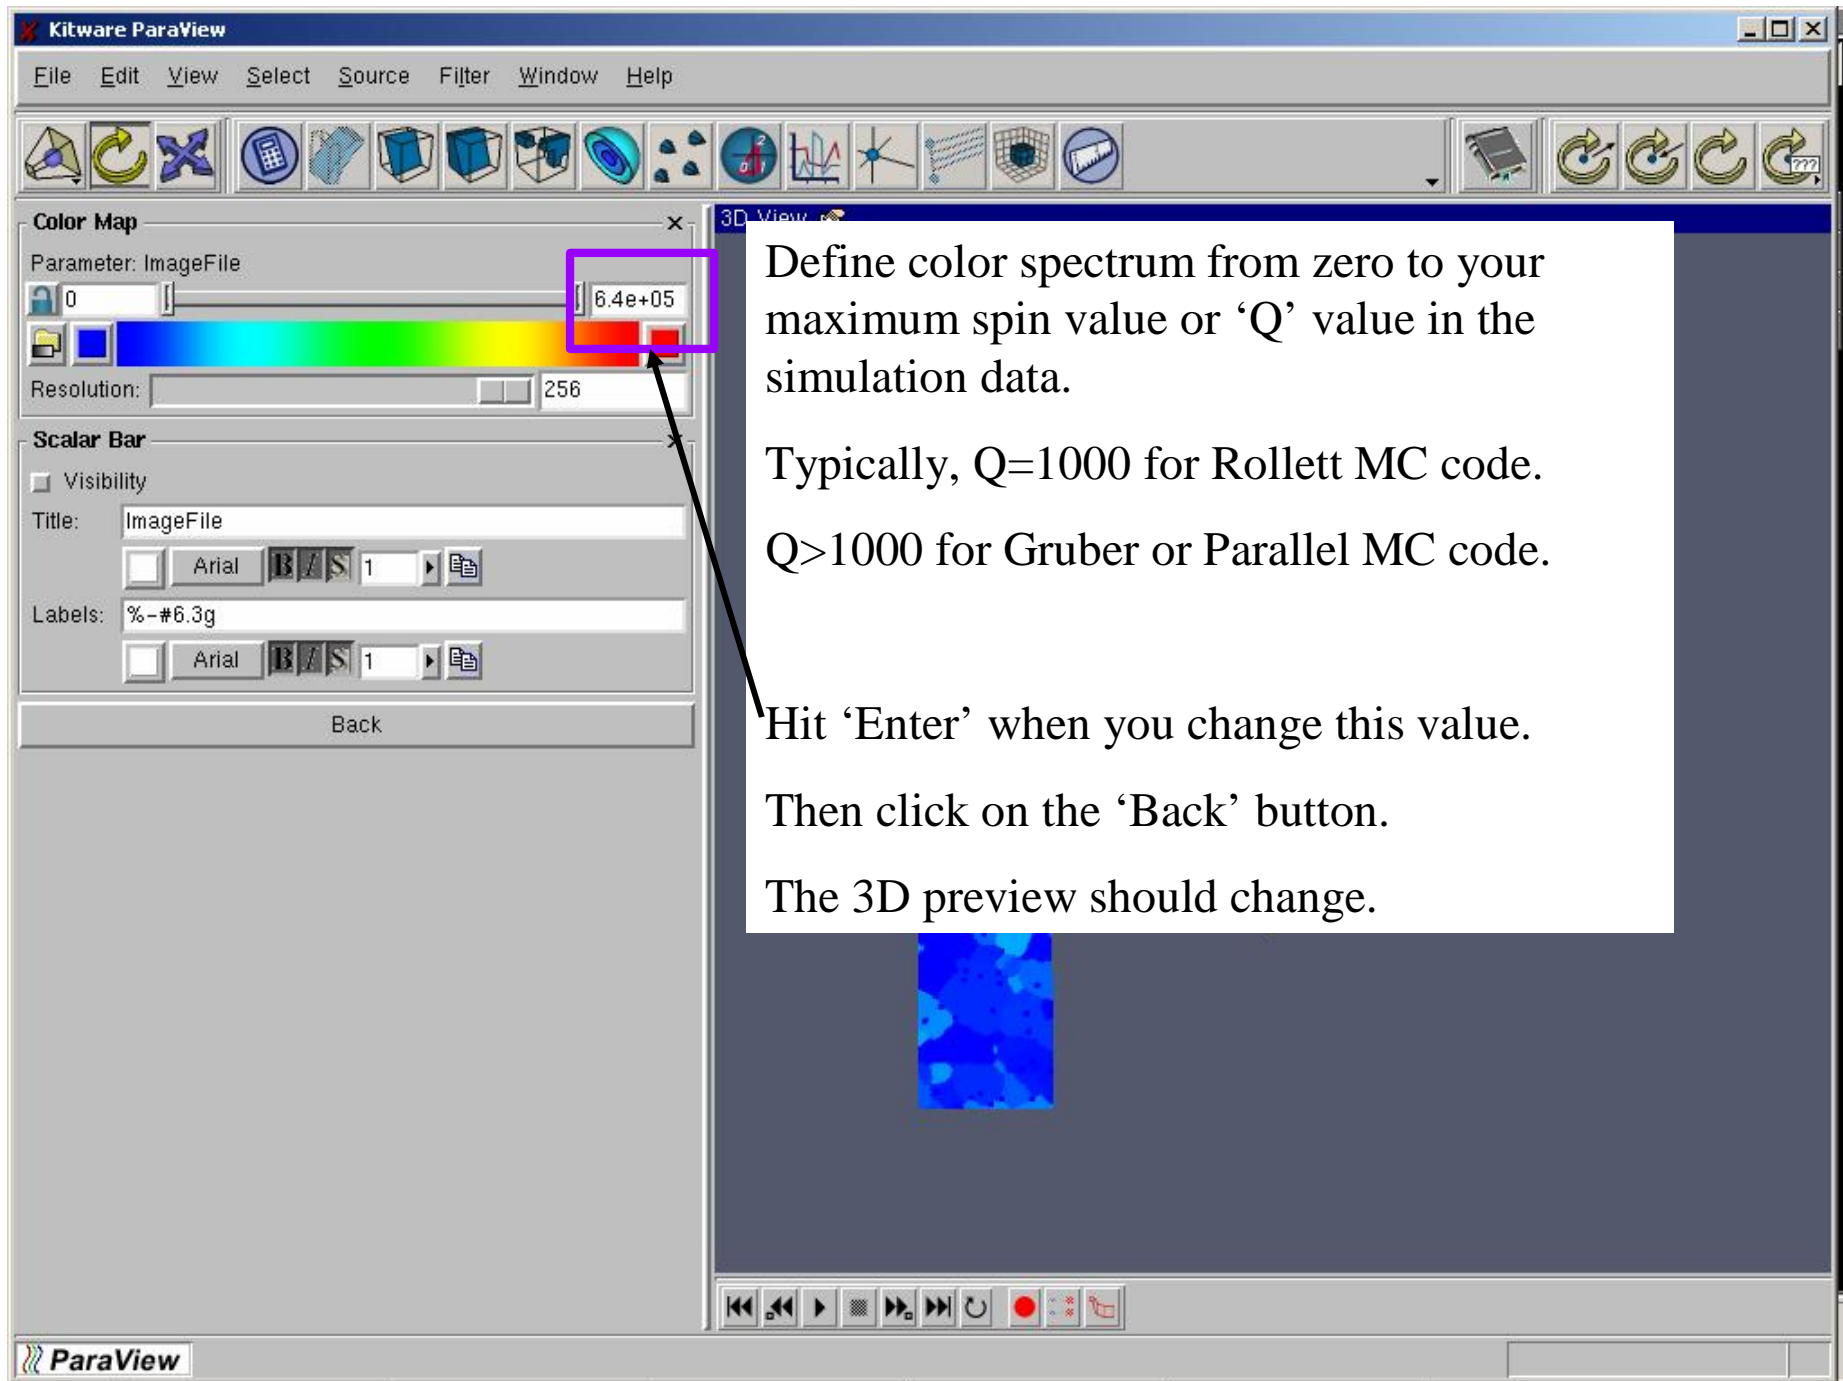 Kitware ParaView
File Edit View Select Source Filter Window Help
???
Color Map
Parameter: ImageFile
0 6.4e+05
Resolution: 256
Scalar Bar
Visibility
Title: ImageFile
Arial B I S 1
Labels: %-#6.3g
Arial B I S 1
Back
3D View
Define color spectrum from zero to your
maximum spin value or ‘Q’ value in the
simulation data.
Typically, Q=1000 for Rollett MC code.
Q>1000 for Gruber or Parallel MC code.
Hit ‘Enter’ when you change this value.
Then click on the ‘Back’ button.
The 3D preview should change.
ParaView